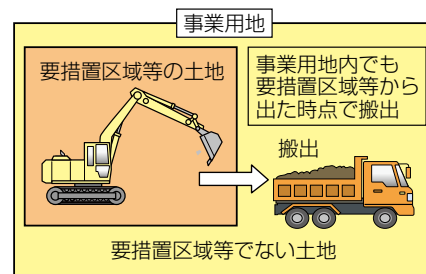 事業用地
要措置区域等の土地
事業用地内でも
要措置区域等から
出た時点で搬出
搬出
要措置区域等でない土地